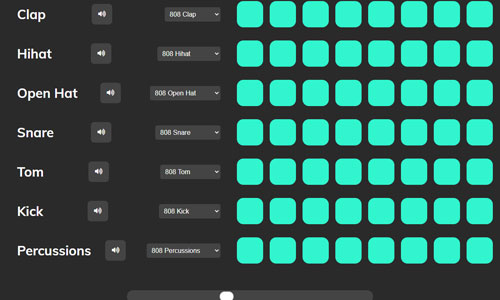 Clap 808 Clap
Hihat 808 Hihat
Open Hat 808 Open Hat
Snare 808 Snare
Tom 808 Tom
Kick 808 Kick
Percussions 808 Percussions